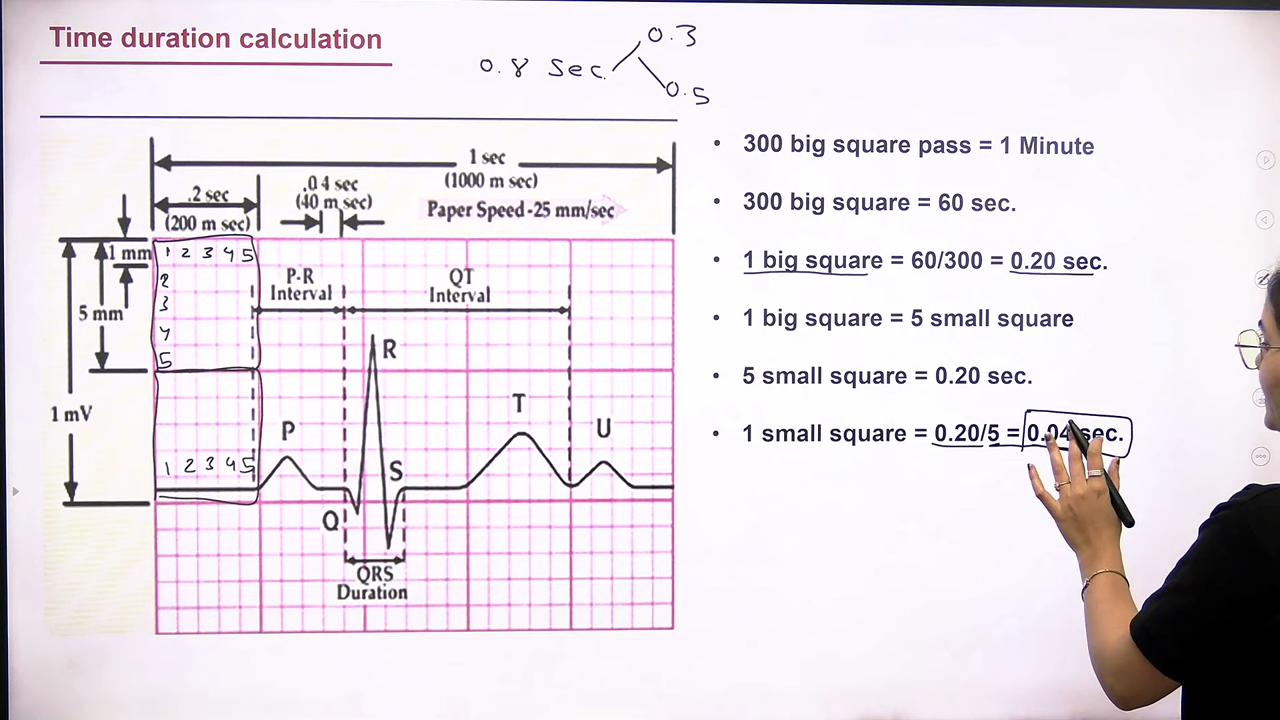 Time duration calculation
0.8 sec.
0.3
0.5
1 sec
(1000 m sec)
.2 sec
(200 m sec)
.04 sec
(40 m sec)
Paper Speed-25 mm/sec
1 mm
5 mm
1 mV
1 2 3 4 5
2
3
4
5
1 2 3 4 5
P-R
Interval
QT
Interval
R
P
T
U
S
Q
QRS
Duration
• 300 big square pass = 1 Minute
• 300 big square = 60 sec.
• 1 big square = 60/300 = 0.20 sec.
• 1 big square = 5 small square
• 5 small square = 0.20 sec.
• 1 small square = 0.20/5 = 0.04 sec.